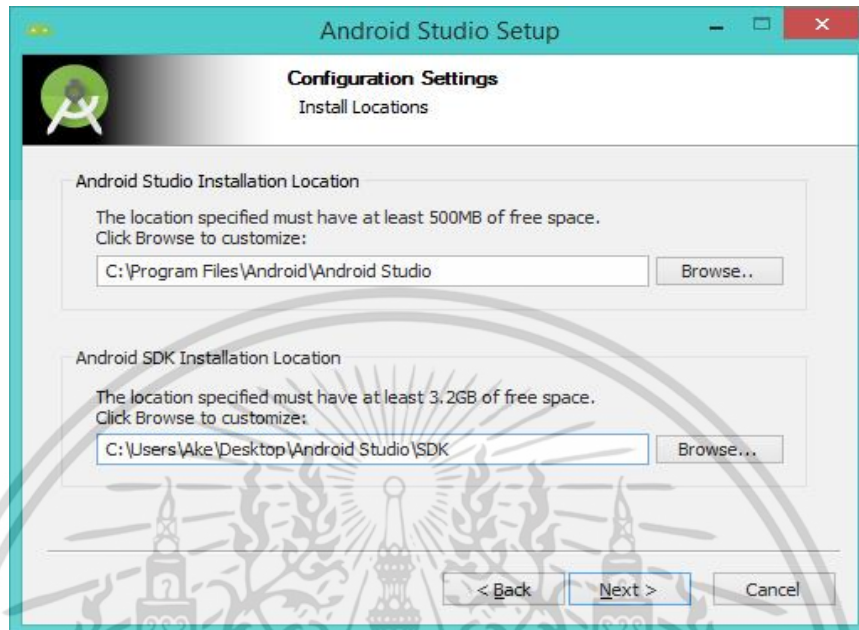 Android Studio Setup
Configuration Settings
Install Locations
Android Studio Installation Location
The location specified must have at least 500MB of free space.
Click Browse to customize:
C:\Program Files\Android\Android Studio
Browse..
Android SDK Installation Location
The location specified must have at least 3.2GB of free space.
Click Browse to customize:
C:\Users\Ake\Desktop\Android Studio\SDK
Browse...
< Back
Next >
Cancel